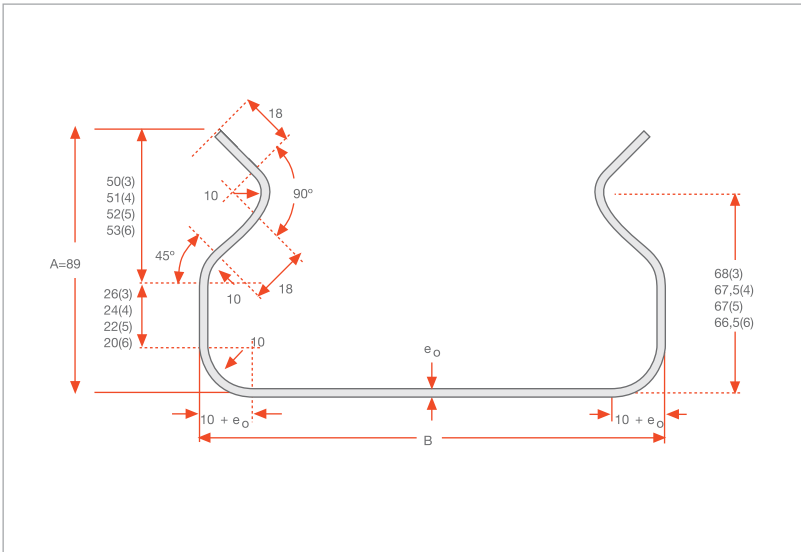 18
50(3)
51(4)
52(5)
53(6)
10
90º
45º
A=89
10
18
26(3)
24(4)
22(5)
20(6)
68(3)
67,5(4)
67(5)
66,5(6)
10
eo
10 + eo
10 + eo
B